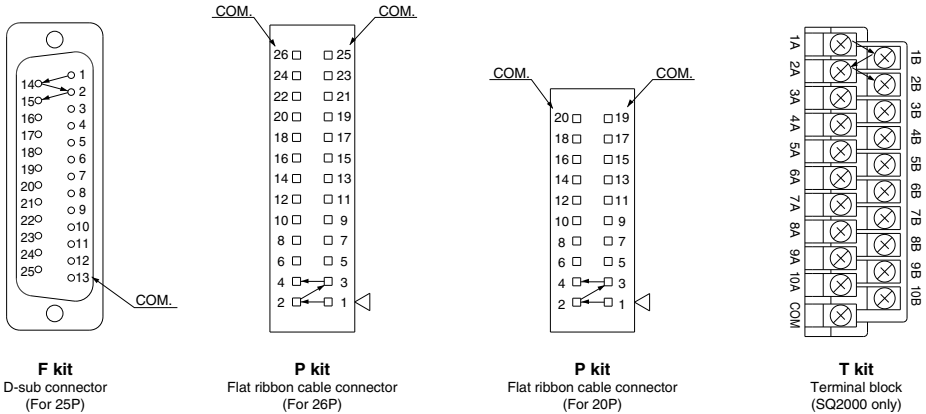 COM.
COM.
26 25
24 23
22 21
20 19
18 17
16 15
14 13
12 11
10 9
8 7
6 5
4 3
2 1
COM.
COM.
20 19
18 17
16 15
14 13
12 11
10 9
8 7
6 5
4 3
2 1
1
14
2
15
3
16
4
17
5
18
6
19
7
20
8
21
9
22
10
23
11
24
12
25
13
COM.
1A
1B
2A
2B
3A
3B
4A
4B
5A
5B
6A
6B
7A
7B
8A
8B
9A
9B
10A
10B
COM
F kit
D-sub connector
(For 25P)
P kit
Flat ribbon cable connector
(For 26P)
P kit
Flat ribbon cable connector
(For 20P)
T kit
Terminal block
(SQ2000 only)